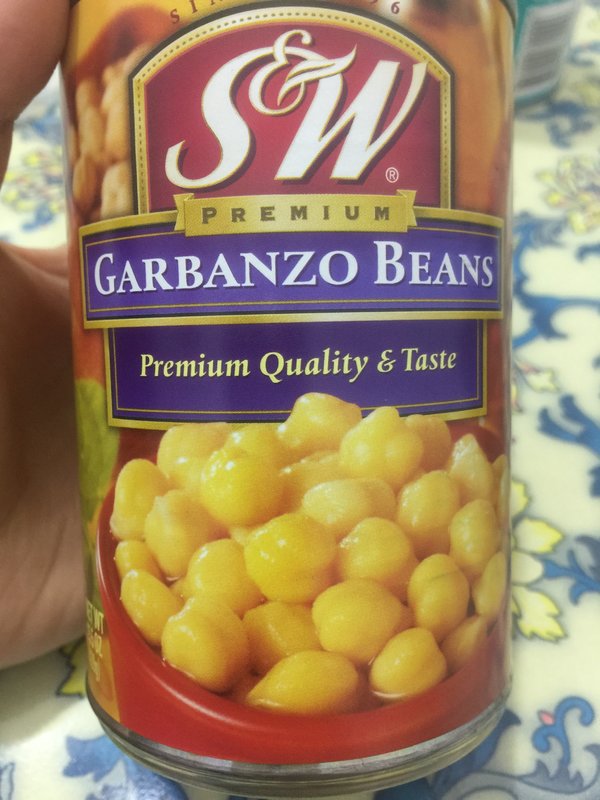 S&W®
PREMIUM
GARBANZO BEANS
Premium Quality & Taste